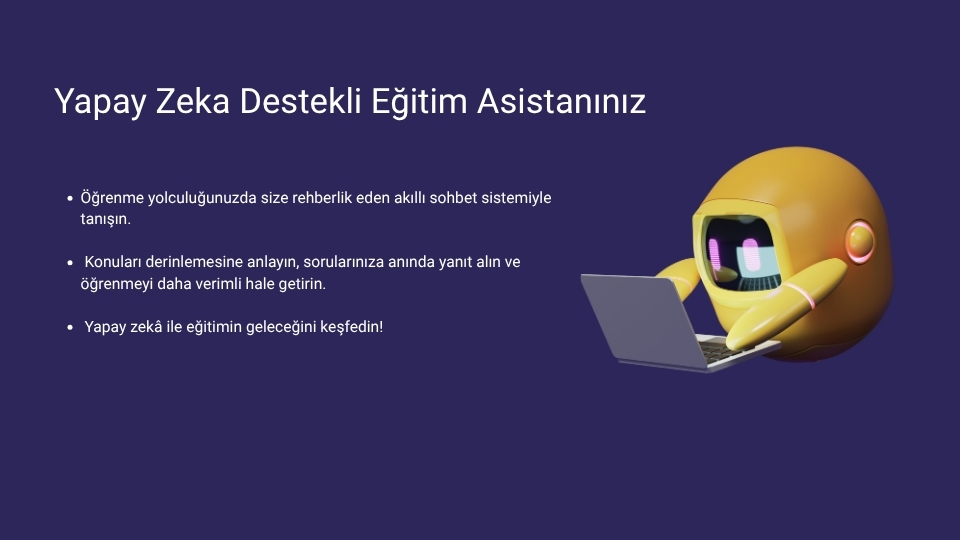 Yapay Zeka Destekli Eğitim Asistanınız
• Öğrenme yolculuğunuzda size rehberlik eden akıllı sohbet sistemiyle
tanışın.
• Konuları derinlemesine anlayın, sorularınıza anında yanıt alın ve
öğrenmeyi daha verimli hale getirin.
• Yapay zekâ ile eğitimin geleceğini keşfedin!